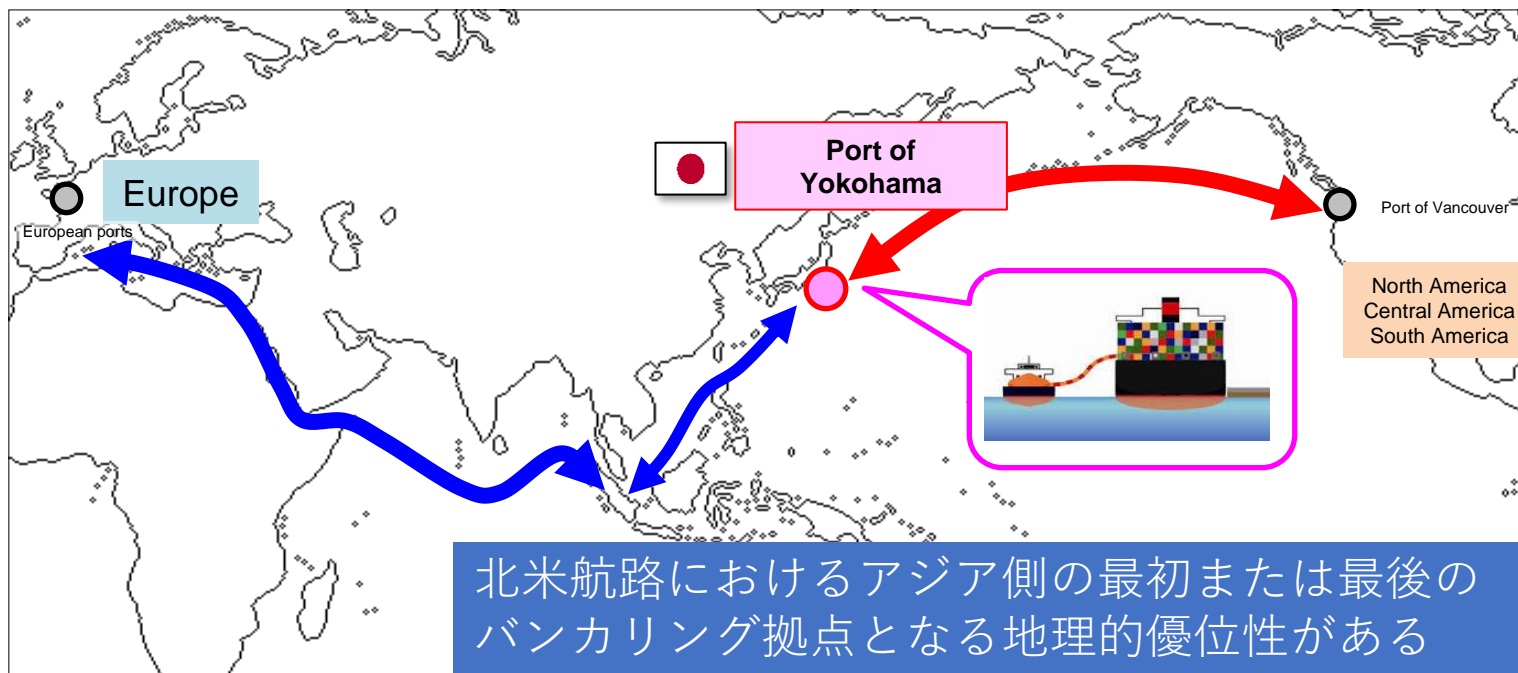 Port of
Yokohama
Europe
European ports
Port of Vancouver
North America
Central America
South America
北米航路におけるアジア側の最初または最後の
バンカリング拠点となる地理的優位性がある